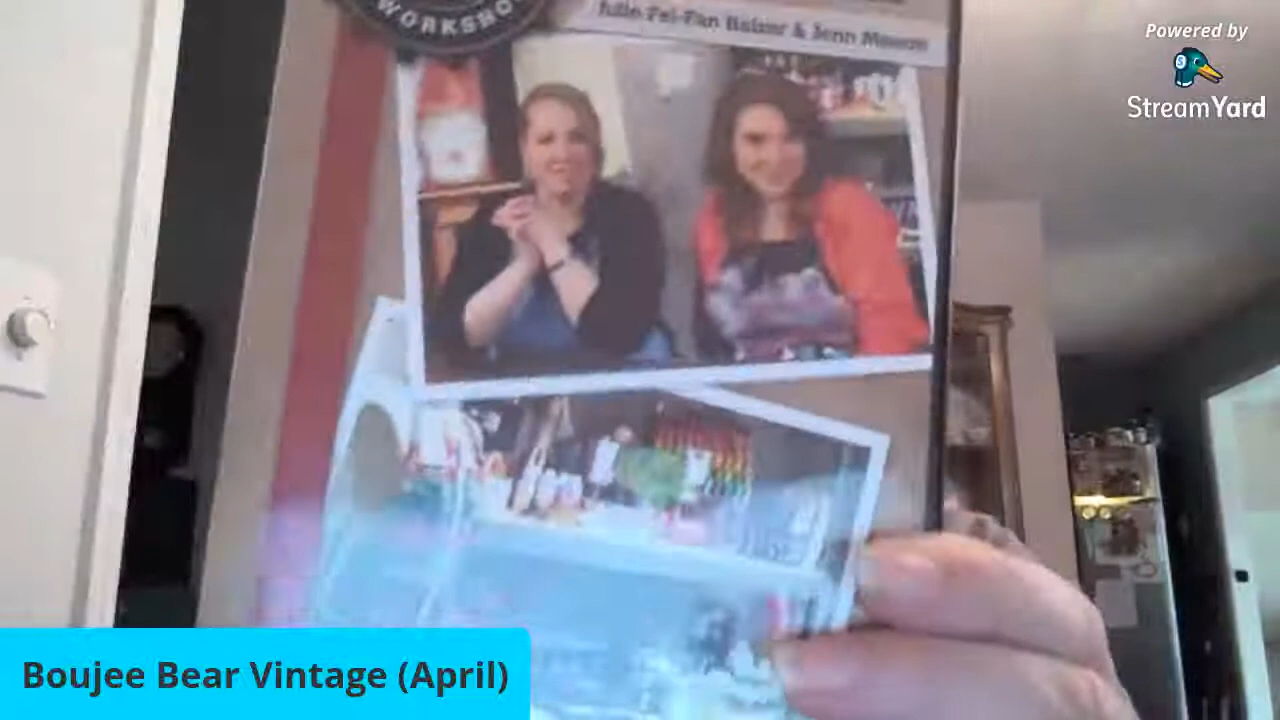 WORKSHO
Julie Fei-Fan Balzer & Jenn Mason
Powered by
StreamYard
Boujee Bear Vintage (April)